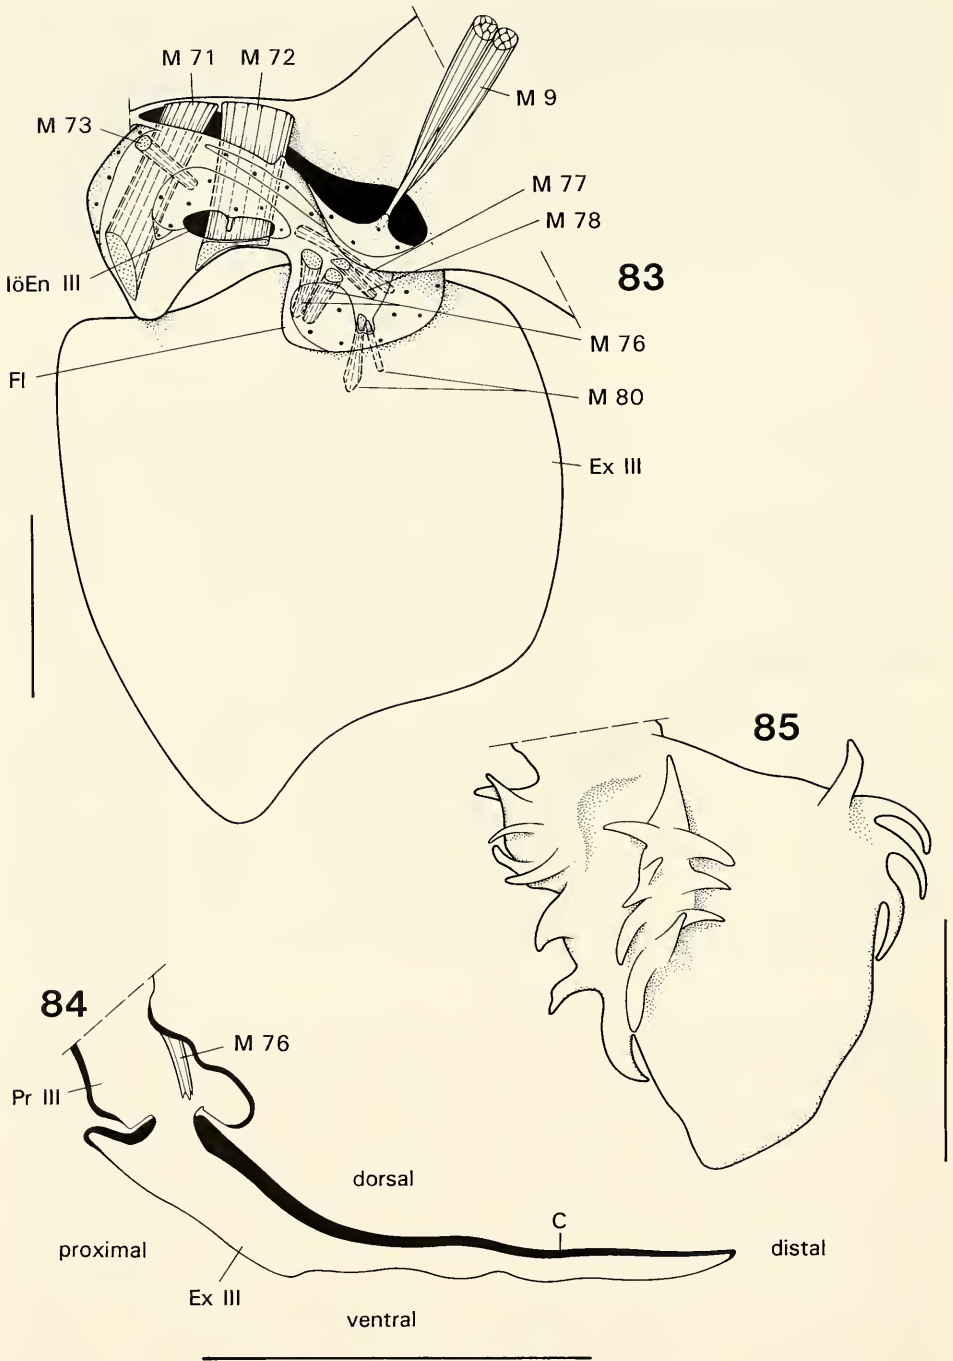 M 71
M 72
M 9
M 73
M 77
M 78
83
löEn III
M 76
Fl
M 80
Ex III
85
84
M 76
Pr III
dorsal
C
proximal
distal
Ex III
ventral